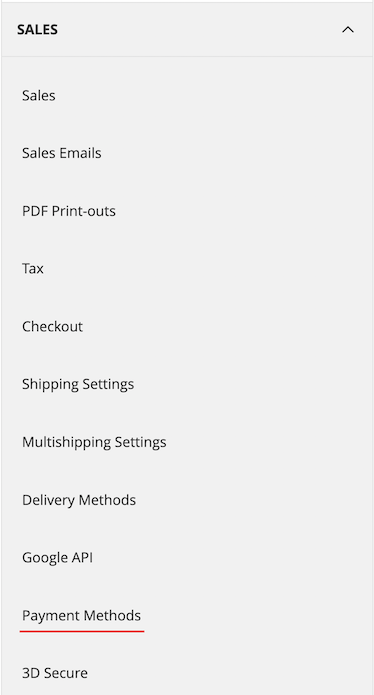 SALES
Sales
Sales Emails
PDF Print-outs
Tax
Checkout
Shipping Settings
Multishipping Settings
Delivery Methods
Google API
Payment Methods
3D Secure